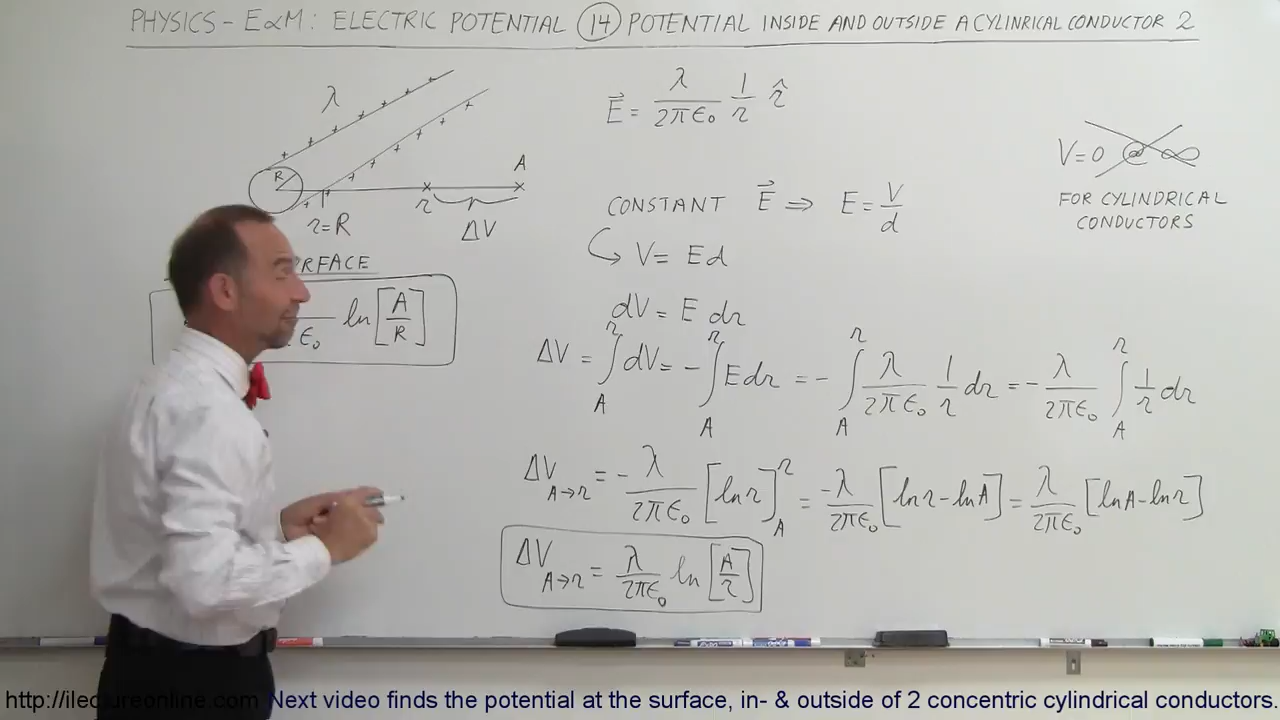 PHYSICS - E&M: ELECTRIC POTENTIAL (14) POTENTIAL INSIDE AND OUTSIDE A CYLINRICAL CONDUCTOR 2
λ
R
A
r
r=R
ΔV
RFACE
ε₀ ln[A/R]
E⃗ = λ/2πε₀ 1/r r̂
CONSTANT E⃗ ⇒ E = V/d
V = Ed
dV = E dr
ΔV = ∫_A^r dV = - ∫_A^r E dr = - ∫_A^r λ/2πε₀ 1/r dr = - λ/2πε₀ ∫_A^r 1/r dr
ΔV_A→r = - λ/2πε₀ [ln r]_A^r = -λ/2πε₀ [ln r - ln A] = λ/2πε₀ [ln A - ln r]
ΔV_A→r = λ/2πε₀ ln[A/r]
V=0 @ ∞
FOR CYLINDRICAL
CONDUCTORS
http://ilectureonline.com Next video finds the potential at the surface, in- & outside of 2 concentric cylindrical conductors.